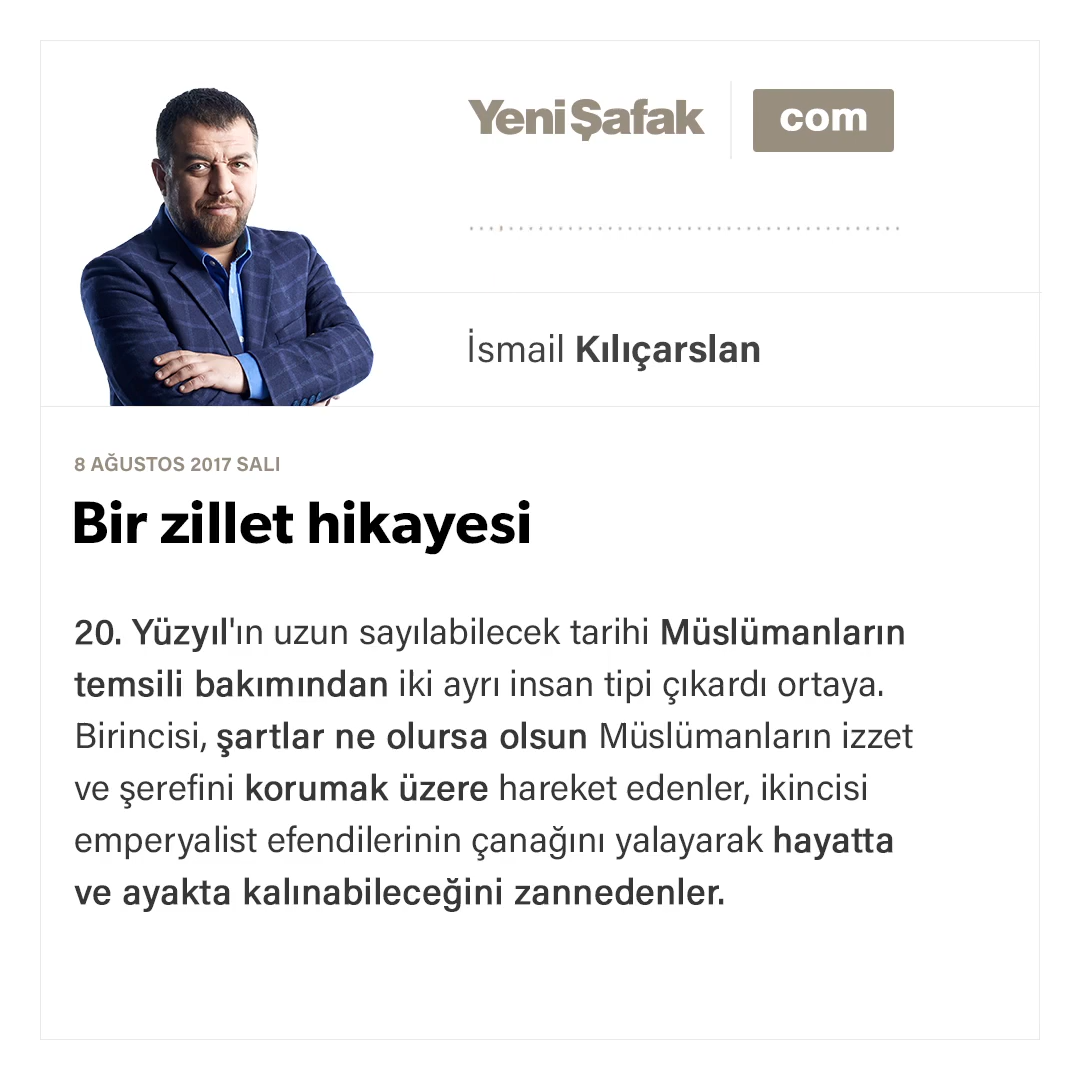 YeniŞafak com
İsmail Kılıçarslan
8 AĞUSTOS 2017 SALI
Bir zillet hikayesi
20. Yüzyıl'ın uzun sayılabilecek tarihi Müslümanların
temsili bakımından iki ayrı insan tipi çıkardı ortaya.
Birincisi, şartlar ne olursa olsun Müslümanların izzet
ve şerefini korumak üzere hareket edenler, ikincisi
emperyalist efendilerinin çanağını yalayarak hayatta
ve ayakta kalınabileceğini zannedenler.